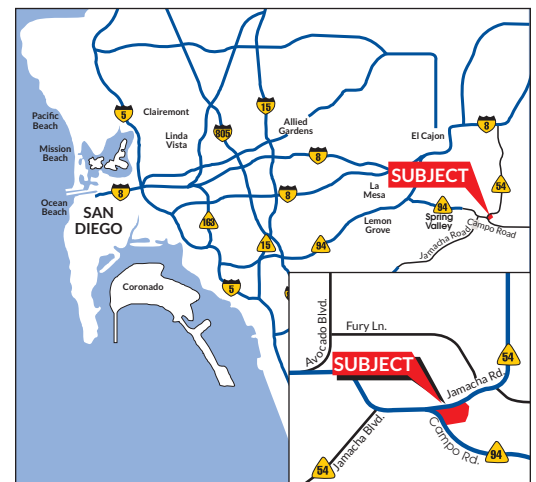 Pacific
Beach
5
Clairemont
15
805
Linda
Vista
Allied
Gardens
El Cajon
8
Mission
Beach
8
SUBJECT
54
8
8
La
Mesa
94
Spring
Valley
Ocean
Beach
SAN
DIEGO
163
Lemon
Grove
Campo Road
Jamacha Road
15
94
Coronado
5
Avocado Blvd.
Fury Ln.
SUBJECT
54
Jamacha Rd.
Campo Rd.
94
54
Jamacha Blvd.